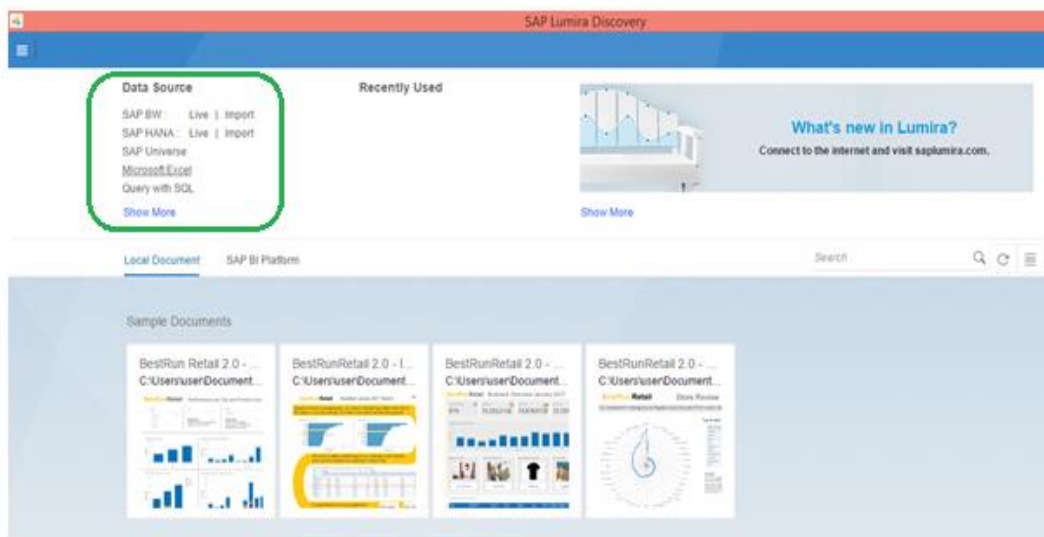 SAP Lumira Discovery
Data Source
SAP BW : Live | Import
SAP HANA : Live | Import
SAP Universe
Microsoft Excel
Query with SQL
Show More
Recently Used
What's new in Lumira?
Connect to the internet and visit saplumira.com.
Show More
Local Document SAP BI Platform Search
Sample Documents
BestRun Retail 2.0 - ...
C:\Users\user\Document...
BestRunRetail 2.0 - I...
C:\Users\user\Document...
BestRunRetail 2.0 - ...
C:\Users\user\Document...
BestRunRetail 2.0 - ...
C:\Users\user\Document...
Store Review